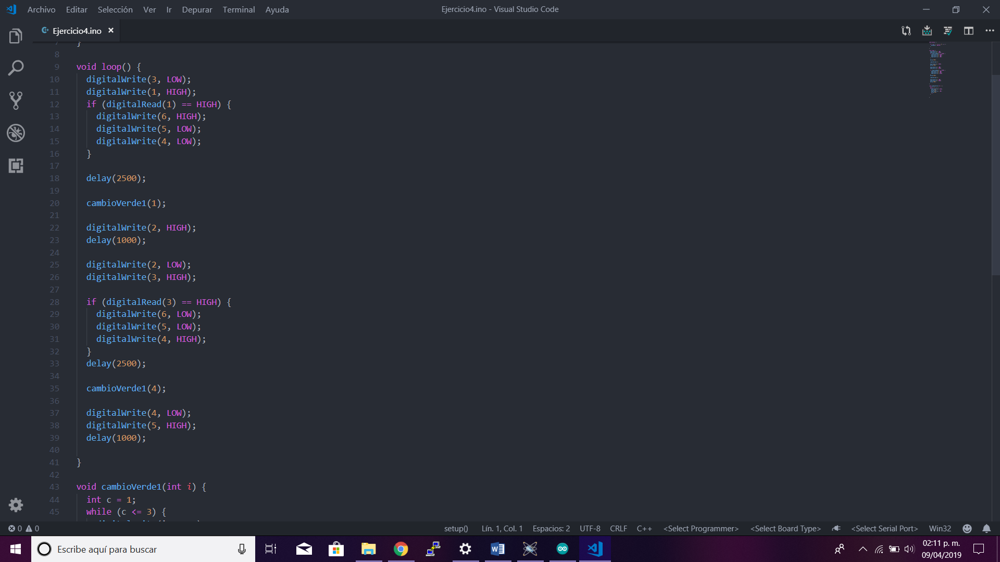 Archivo Editar Selección Ver Ir Depurar Terminal Ayuda
Ejercicio4.ino - Visual Studio Code
Ejercicio4.ino ×
7 }
8
9 void loop() {
10 digitalWrite(3, LOW);
11 digitalWrite(1, HIGH);
12 if (digitalRead(1) == HIGH) {
13 digitalWrite(6, HIGH);
14 digitalWrite(5, LOW);
15 digitalWrite(4, LOW);
16 }
17
18 delay(2500);
19
20 cambioVerde1(1);
21
22 digitalWrite(2, HIGH);
23 delay(1000);
24
25 digitalWrite(2, LOW);
26 digitalWrite(3, HIGH);
27
28 if (digitalRead(3) == HIGH) {
29 digitalWrite(6, LOW);
30 digitalWrite(5, LOW);
31 digitalWrite(4, HIGH);
32 }
33 delay(2500);
34
35 cambioVerde1(4);
36
37 digitalWrite(4, LOW);
38 digitalWrite(5, HIGH);
39 delay(1000);
40
41 }
42
43 void cambioVerde1(int i) {
44 int c = 1;
45 while (c <= 3) {
0 0 setup() Lín. 1, Col. 1 Espacios: 2 UTF-8 CRLF C++ <Select Programmer> <Select Board Type> <Select Serial Port> Win32
Escribe aquí para buscar
02:11 p. m.
09/04/2019